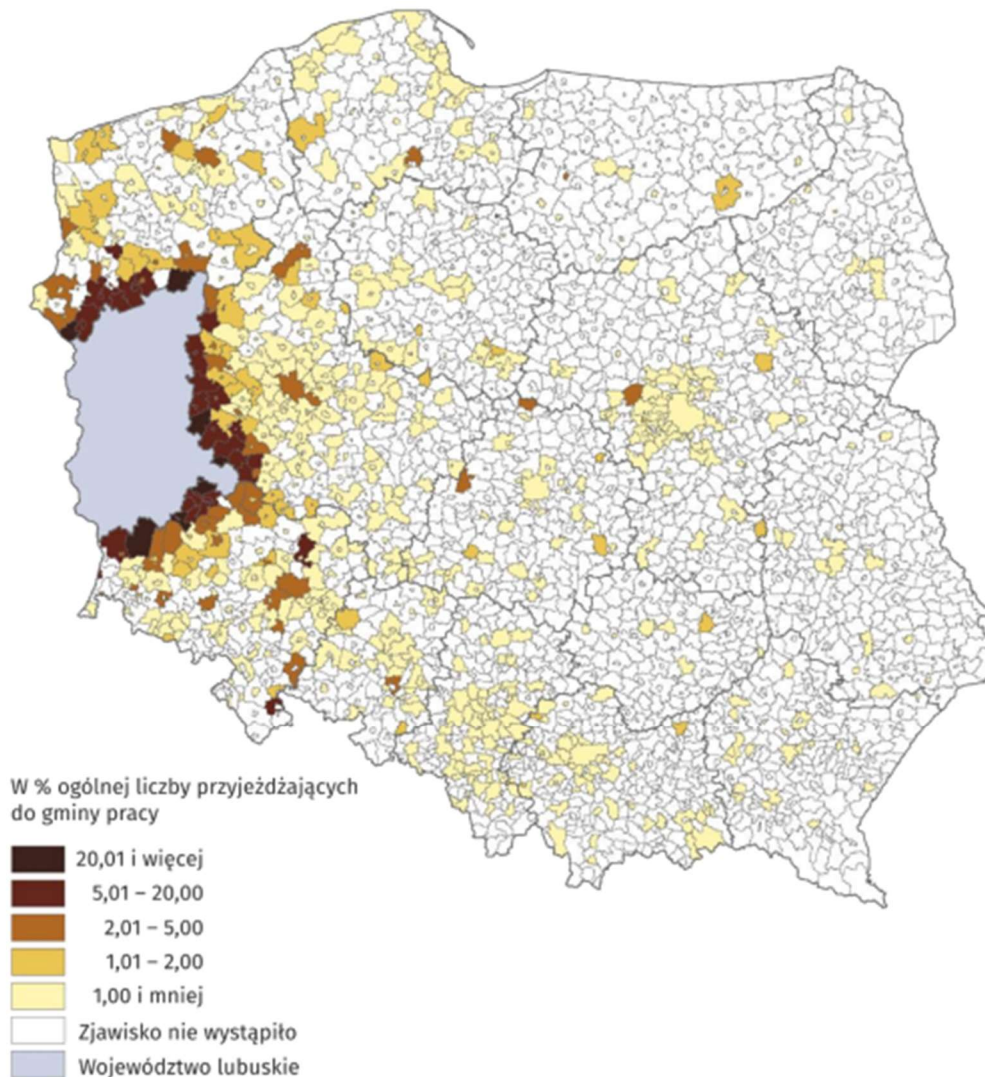 W % ogólnej liczby przyjeżdżających
do gminy pracy
20,01 i więcej
5,01 – 20,00
2,01 – 5,00
1,01 – 2,00
1,00 i mniej
Zjawisko nie wystąpiło
Województwo lubuskie